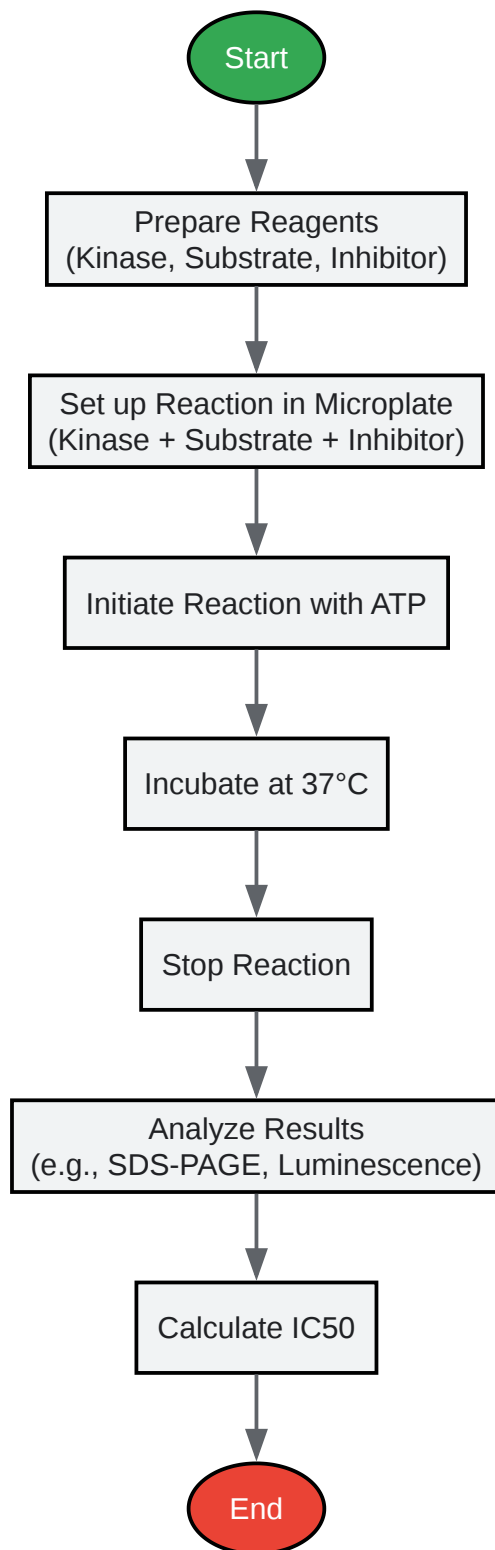 Start
Prepare Reagents
(Kinase, Substrate, Inhibitor)
Set up Reaction in Microplate
(Kinase + Substrate + Inhibitor)
Initiate Reaction with ATP
Incubate at 37°C
Stop Reaction
Analyze Results
(e.g., SDS-PAGE, Luminescence)
Calculate IC50
End